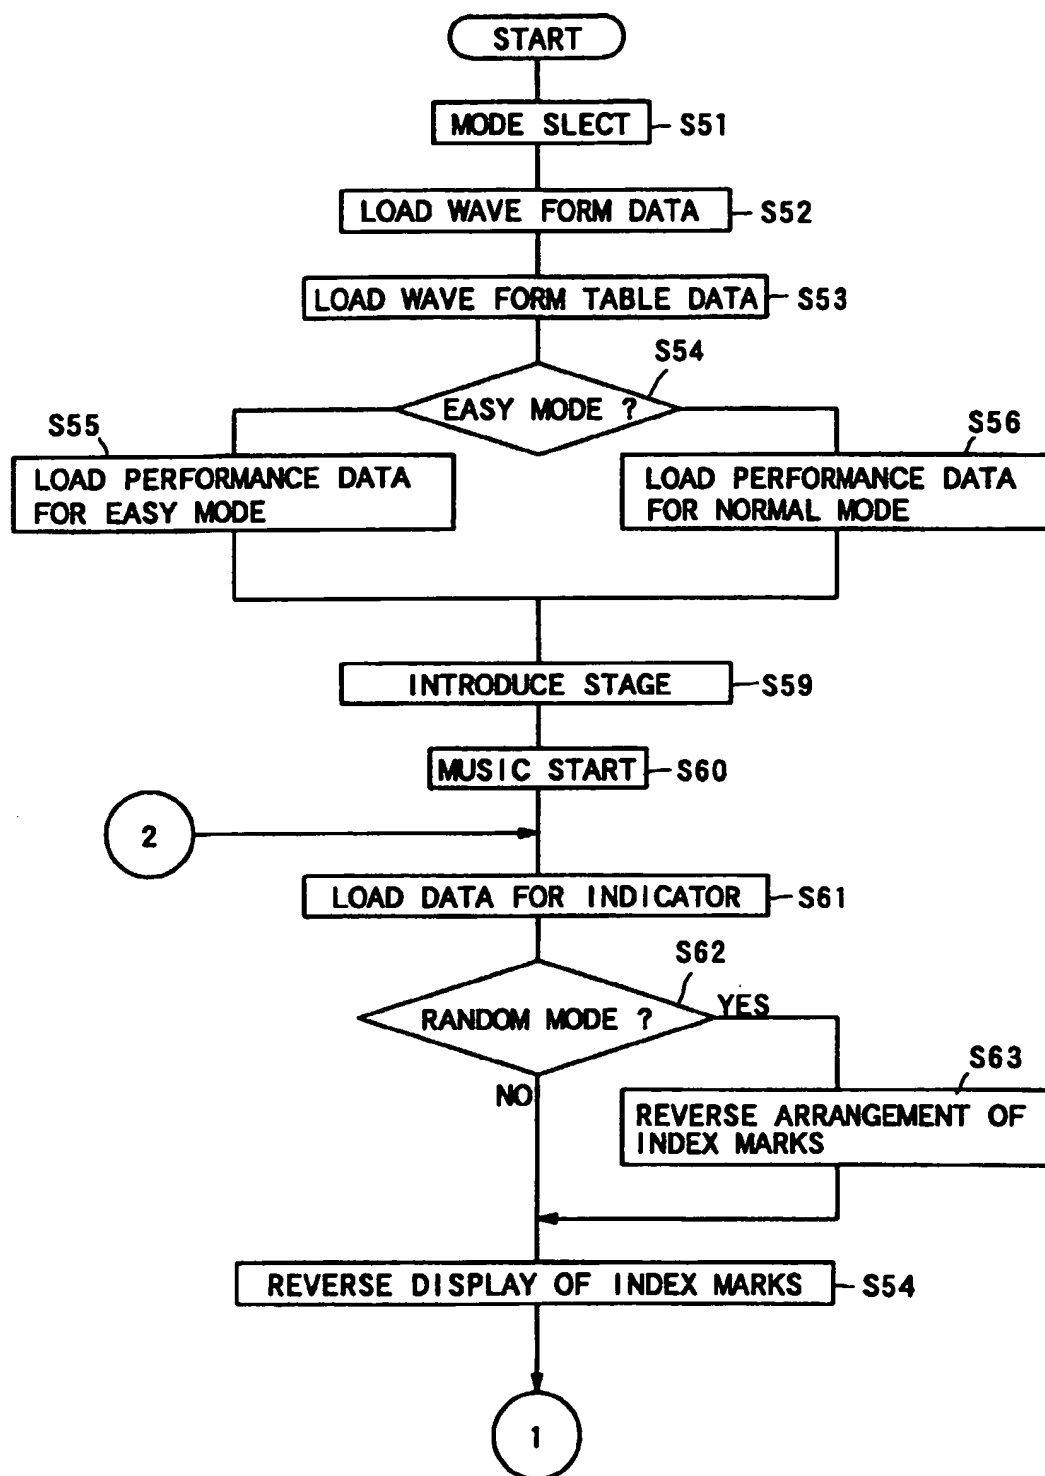 START
MODE SLECT
S51
LOAD WAVE FORM DATA
S52
LOAD WAVE FORM TABLE DATA
S53
S54
EASY MODE ?
S55
LOAD PERFORMANCE DATA
FOR EASY MODE
S56
LOAD PERFORMANCE DATA
FOR NORMAL MODE
INTRODUCE STAGE
S59
MUSIC START
S60
2
LOAD DATA FOR INDICATOR
S61
S62
RANDOM MODE ?
YES
NO
S63
REVERSE ARRANGEMENT OF
INDEX MARKS
REVERSE DISPLAY OF INDEX MARKS
S54
1